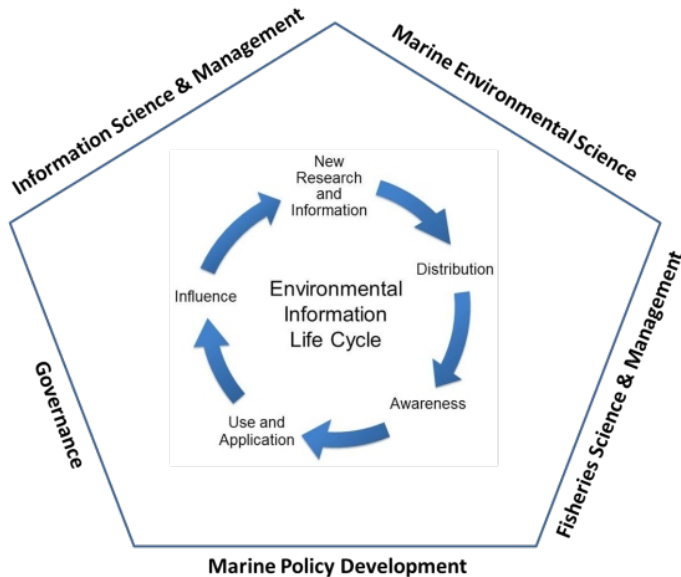 Information Science & Management
Marine Environmental Science
New
Research
and
Information
Distribution
Awareness
Use and
Application
Influence
Environmental
Information
Life Cycle
Governance
Fisheries Science & Management
Marine Policy Development